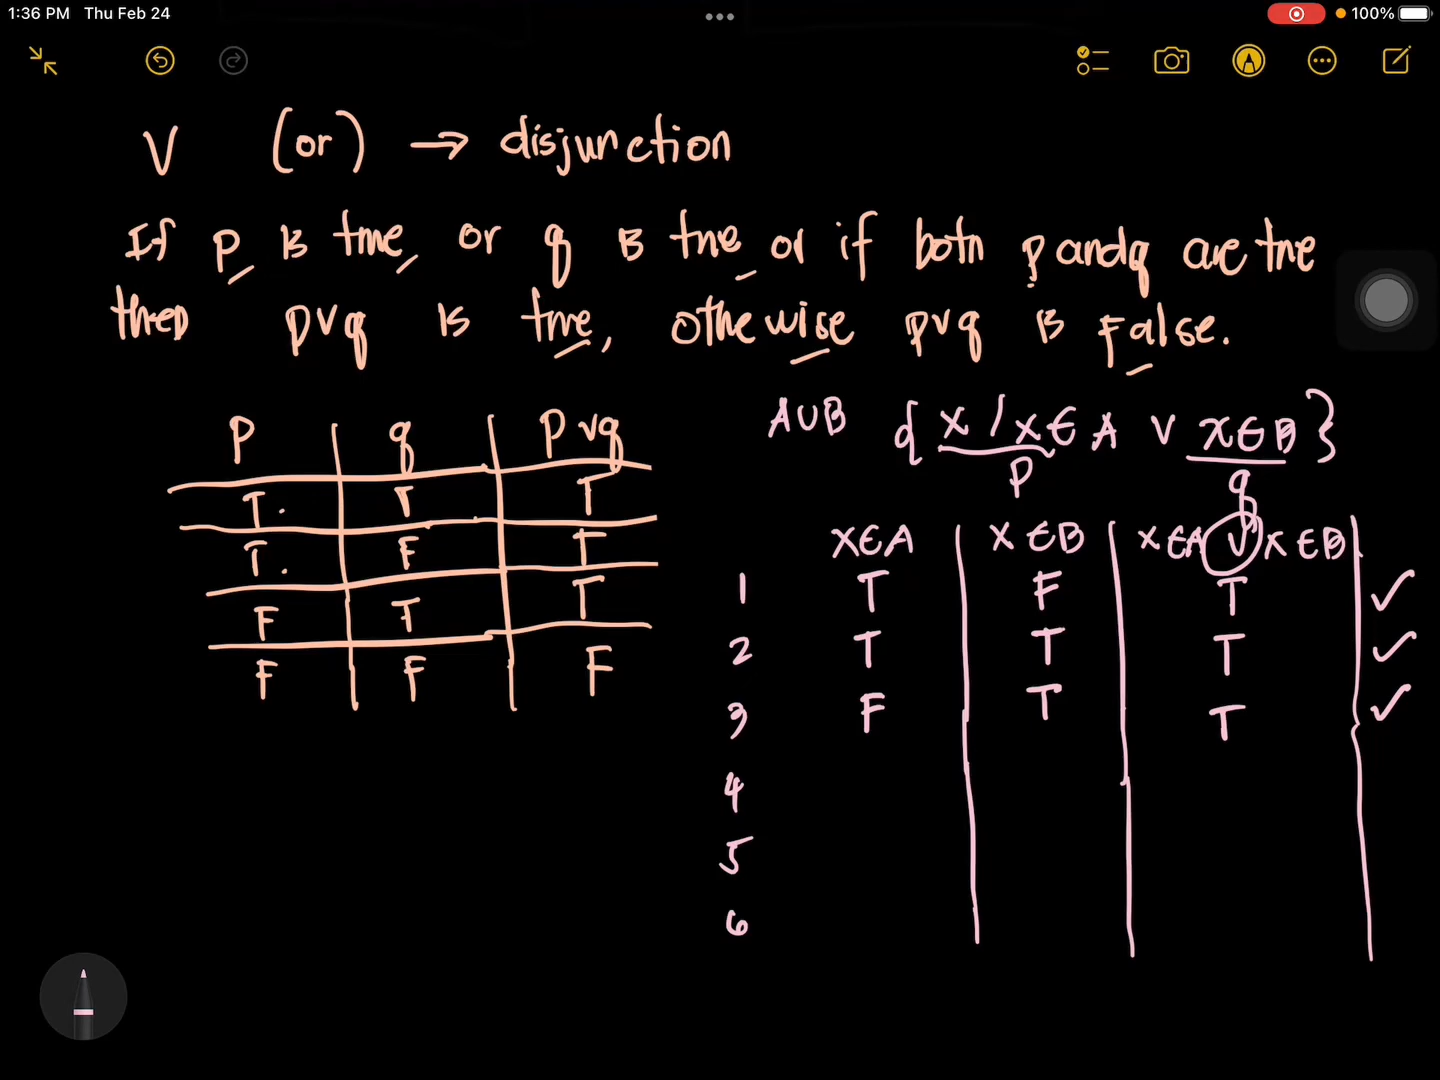 1:36 PM Thu Feb 24
100%
V (or) → disjunction
If p is true or q is true or if both p and q are true
then p∨q is true, otherwise p∨q is False.
p q p∨q
T T T
T F T
F T T
F F F
A∪B { x / x∈A ∨ x∈B }
p q
x∈A x∈B x∈A ∨ x∈B
1 T F T ✓
2 T T T ✓
3 F T T ✓
4
5
6